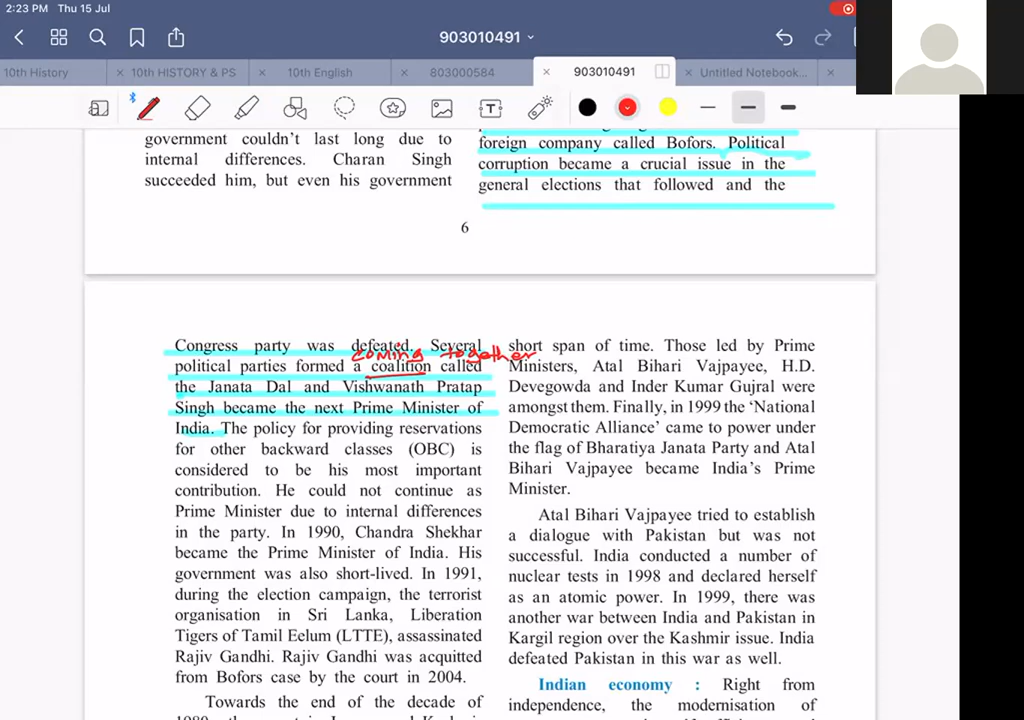 2:23 PM Thu 15 Jul
903010491
10th History
10th HISTORY & PS
10th English
803000584
903010491
Untitled Notebook...
T
government couldn't last long due to
internal differences. Charan Singh
succeeded him, but even his government
foreign company called Bofors. Political
corruption became a crucial issue in the
general elections that followed and the
6
Congress party was defeated. Several
coming together
political parties formed a coalition called
the Janata Dal and Vishwanath Pratap
Singh became the next Prime Minister of
India. The policy for providing reservations
for other backward classes (OBC) is
considered to be his most important
contribution. He could not continue as
Prime Minister due to internal differences
in the party. In 1990, Chandra Shekhar
became the Prime Minister of India. His
government was also short-lived. In 1991,
during the election campaign, the terrorist
organisation in Sri Lanka, Liberation
Tigers of Tamil Eelum (LTTE), assassinated
Rajiv Gandhi. Rajiv Gandhi was acquitted
from Bofors case by the court in 2004.
Towards the end of the decade of
short span of time. Those led by Prime
Ministers, Atal Bihari Vajpayee, H.D.
Devegowda and Inder Kumar Gujral were
amongst them. Finally, in 1999 the 'National
Democratic Alliance' came to power under
the flag of Bharatiya Janata Party and Atal
Bihari Vajpayee became India's Prime
Minister.
Atal Bihari Vajpayee tried to establish
a dialogue with Pakistan but was not
successful. India conducted a number of
nuclear tests in 1998 and declared herself
as an atomic power. In 1999, there was
another war between India and Pakistan in
Kargil region over the Kashmir issue. India
defeated Pakistan in this war as well.
Indian economy : Right from
independence, the modernisation of